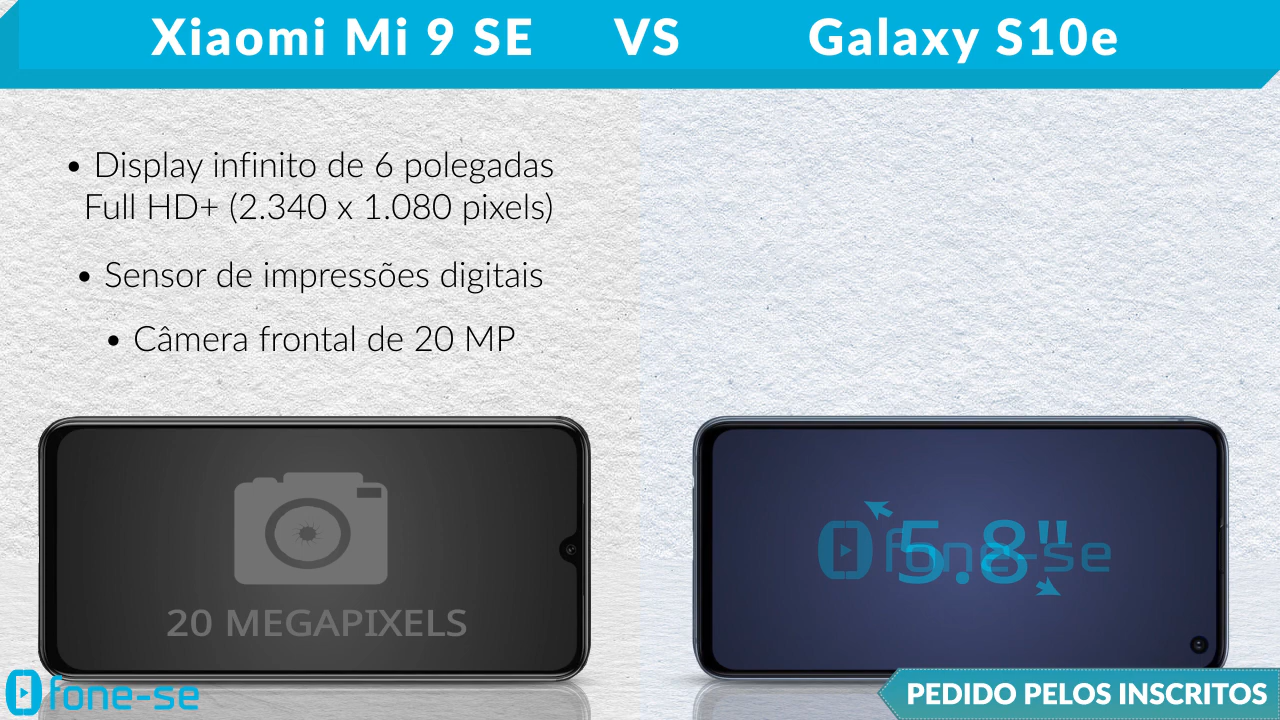 Xiaomi Mi 9 SE VS Galaxy S10e
• Display infinito de 6 polegadas
Full HD+ (2.340 x 1.080 pixels)
• Sensor de impressões digitais
• Câmera frontal de 20 MP
20 MEGAPIXELS
fone-se
5.8"
fone-se
PEDIDO PELOS INSCRITOS